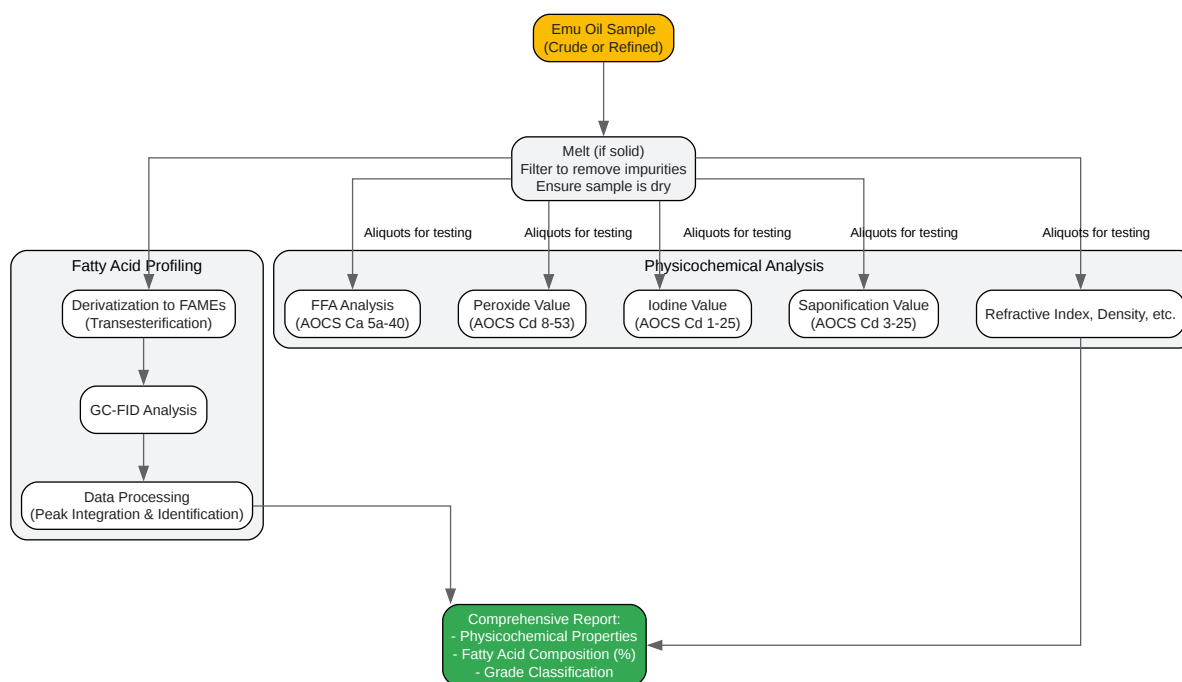 Emu Oil Sample
(Crude or Refined)
Melt (if solid)
Filter to remove impurities
Ensure sample is dry
Aliquots for testing
Aliquots for testing
Aliquots for testing
Aliquots for testing
Aliquots for testing
Fatty Acid Profiling
Physicochemical Analysis
Derivatization to FAMEs
(Transesterification)
FFA Analysis
(AOCS Ca 5a-40)
Peroxide Value
(AOCS Cd 8-53)
Iodine Value
(AOCS Cd 1-25)
Saponification Value
(AOCS Cd 3-25)
Refractive Index, Density, etc.
GC-FID Analysis
Data Processing
(Peak Integration & Identification)
Comprehensive Report:
- Physicochemical Properties
- Fatty Acid Composition (%)
- Grade Classification